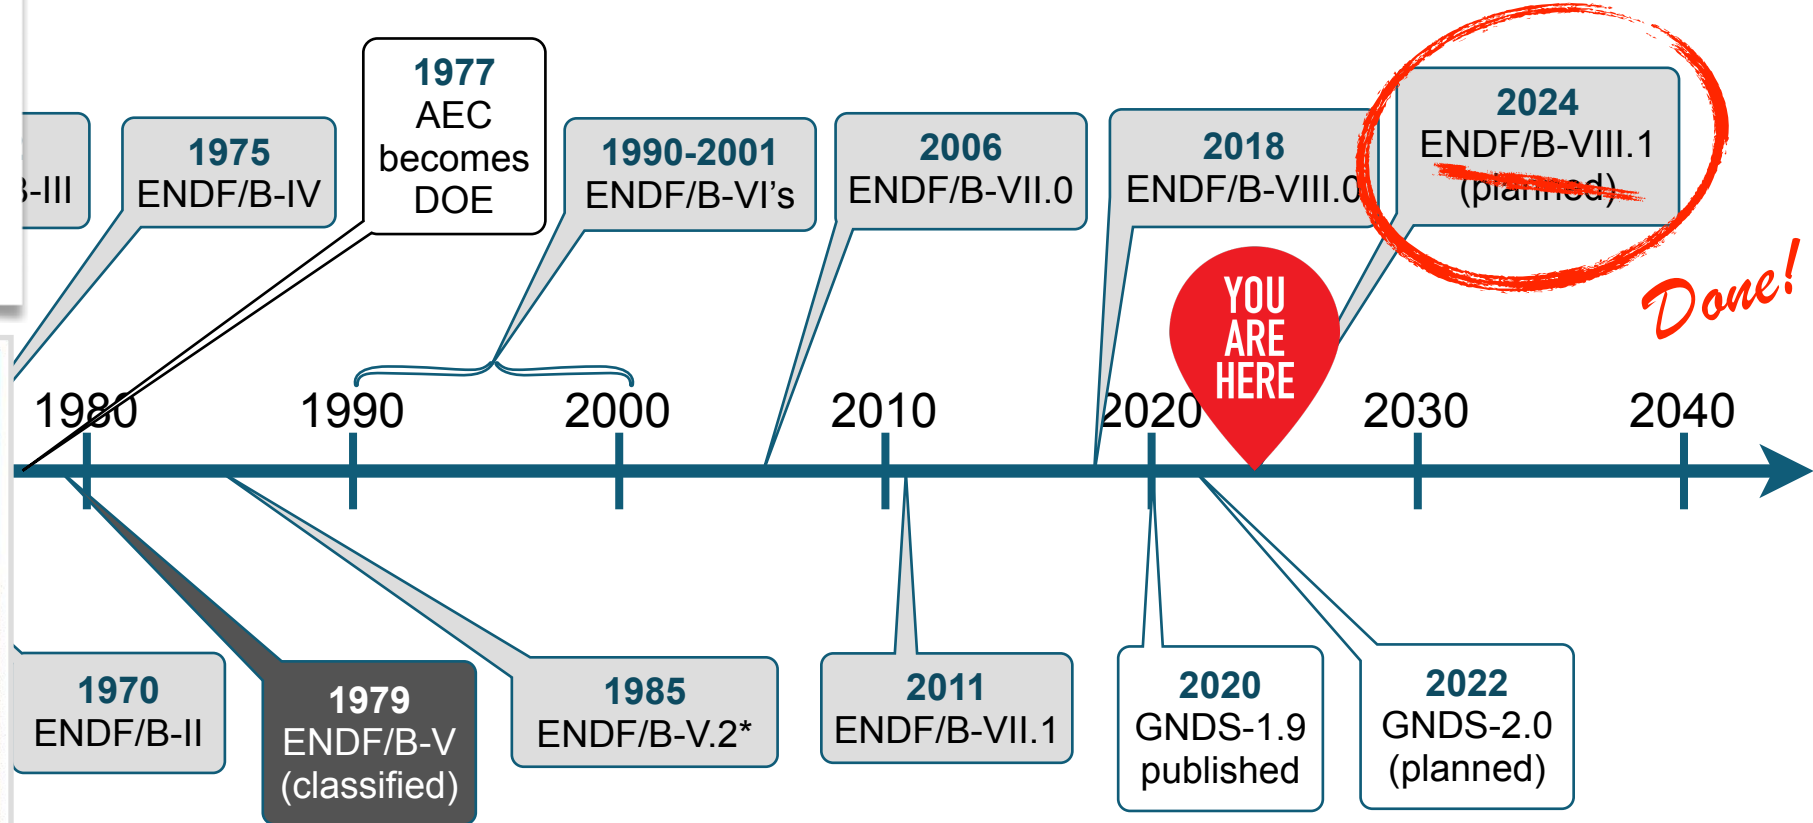 1977
AEC
becomes
DOE
-III
1975
ENDF/B-IV
1990-2001
ENDF/B-VI's
2006
ENDF/B-VII.0
2018
ENDF/B-VIII.0
2024
ENDF/B-VIII.1
(planned)
Done!
YOU
ARE
HERE
1980
1990
2000
2010
2020
2030
2040
1970
ENDF/B-II
1979
ENDF/B-V
(classified)
1985
ENDF/B-V.2*
2011
ENDF/B-VII.1
2020
GNDS-1.9
published
2022
GNDS-2.0
(planned)